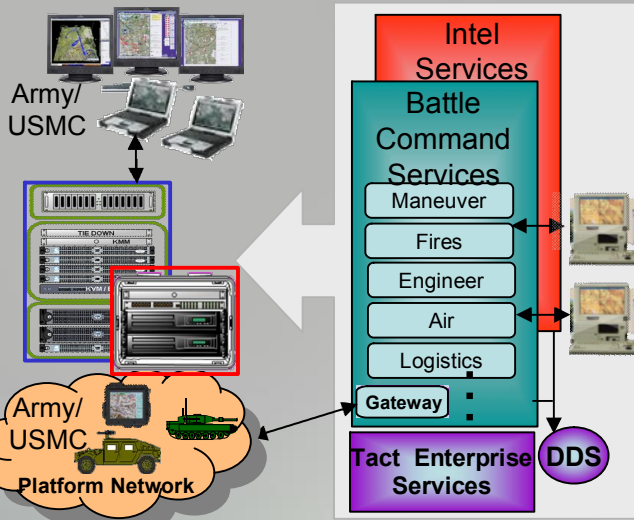 Army/
USMC
TIE DOWN
KMM
Army/
USMC
Platform Network
Intel
Services
Battle
Command
Services
Maneuver
Fires
Engineer
Air
Logistics
Gateway
Tact Enterprise
Services
DDS